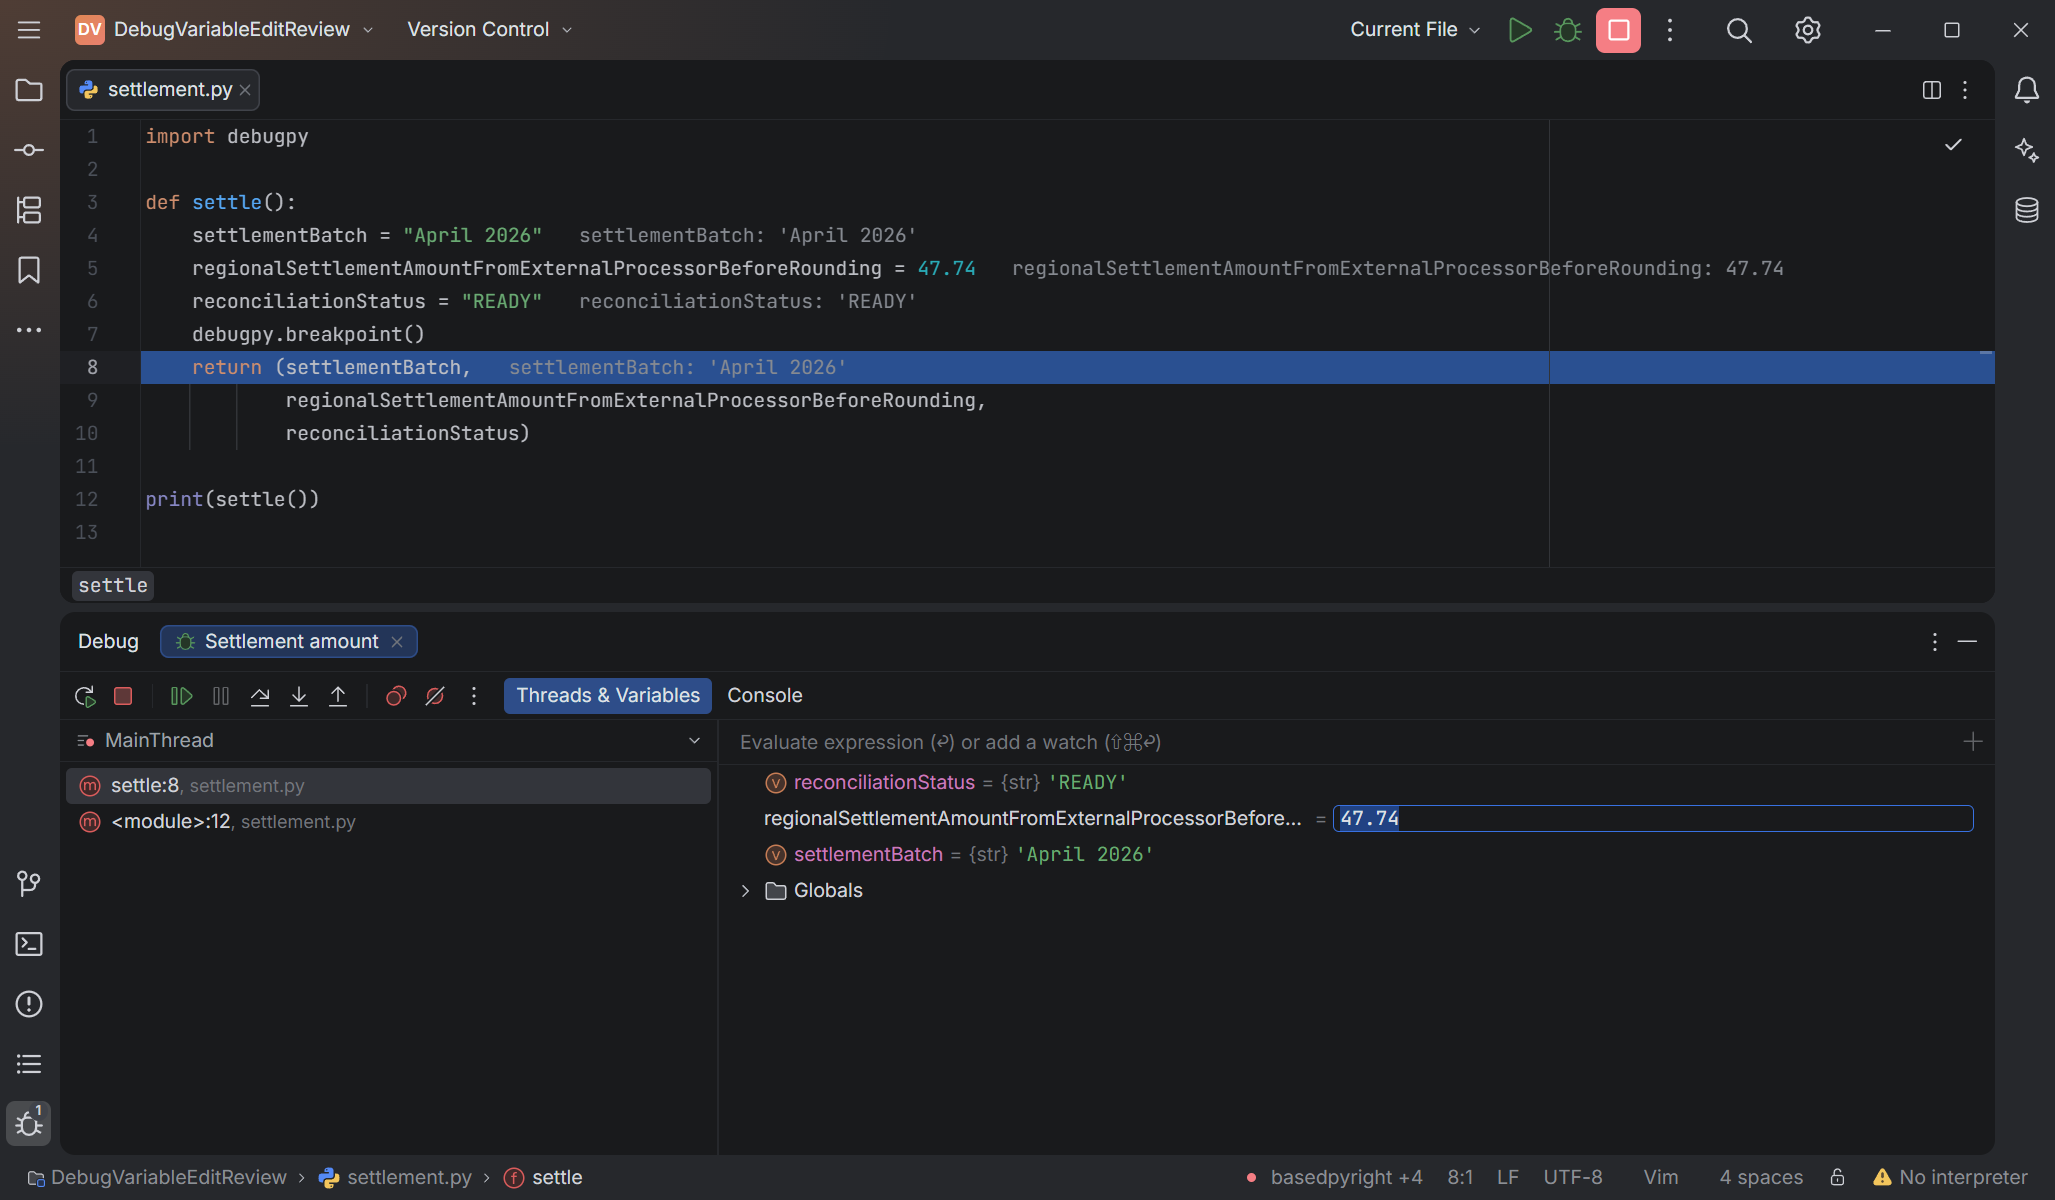 DV DebugVariableEditReview Version Control Current File
settlement.py
1 import debugpy
2
3 def settle():
4 settlementBatch = "April 2026" settlementBatch: 'April 2026'
5 regionalSettlementAmountFromExternalProcessorBeforeRounding = 47.74 regionalSettlementAmountFromExternalProcessorBeforeRounding: 47.74
6 reconciliationStatus = "READY" reconciliationStatus: 'READY'
7 debugpy.breakpoint()
8 return (settlementBatch, settlementBatch: 'April 2026'
9 regionalSettlementAmountFromExternalProcessorBeforeRounding,
10 reconciliationStatus)
11
12 print(settle())
13
settle
Debug Settlement amount
Threads & Variables Console
MainThread
Evaluate expression (⏎) or add a watch (⇧⌘⏎)
settle:8, settlement.py
<module>:12, settlement.py
reconciliationStatus = {str} 'READY'
regionalSettlementAmountFromExternalProcessorBefore... = 47.74
settlementBatch = {str} 'April 2026'
Globals
1
DebugVariableEditReview › settlement.py › settle
basedpyright +4 8:1 LF UTF-8 Vim 4 spaces No interpreter